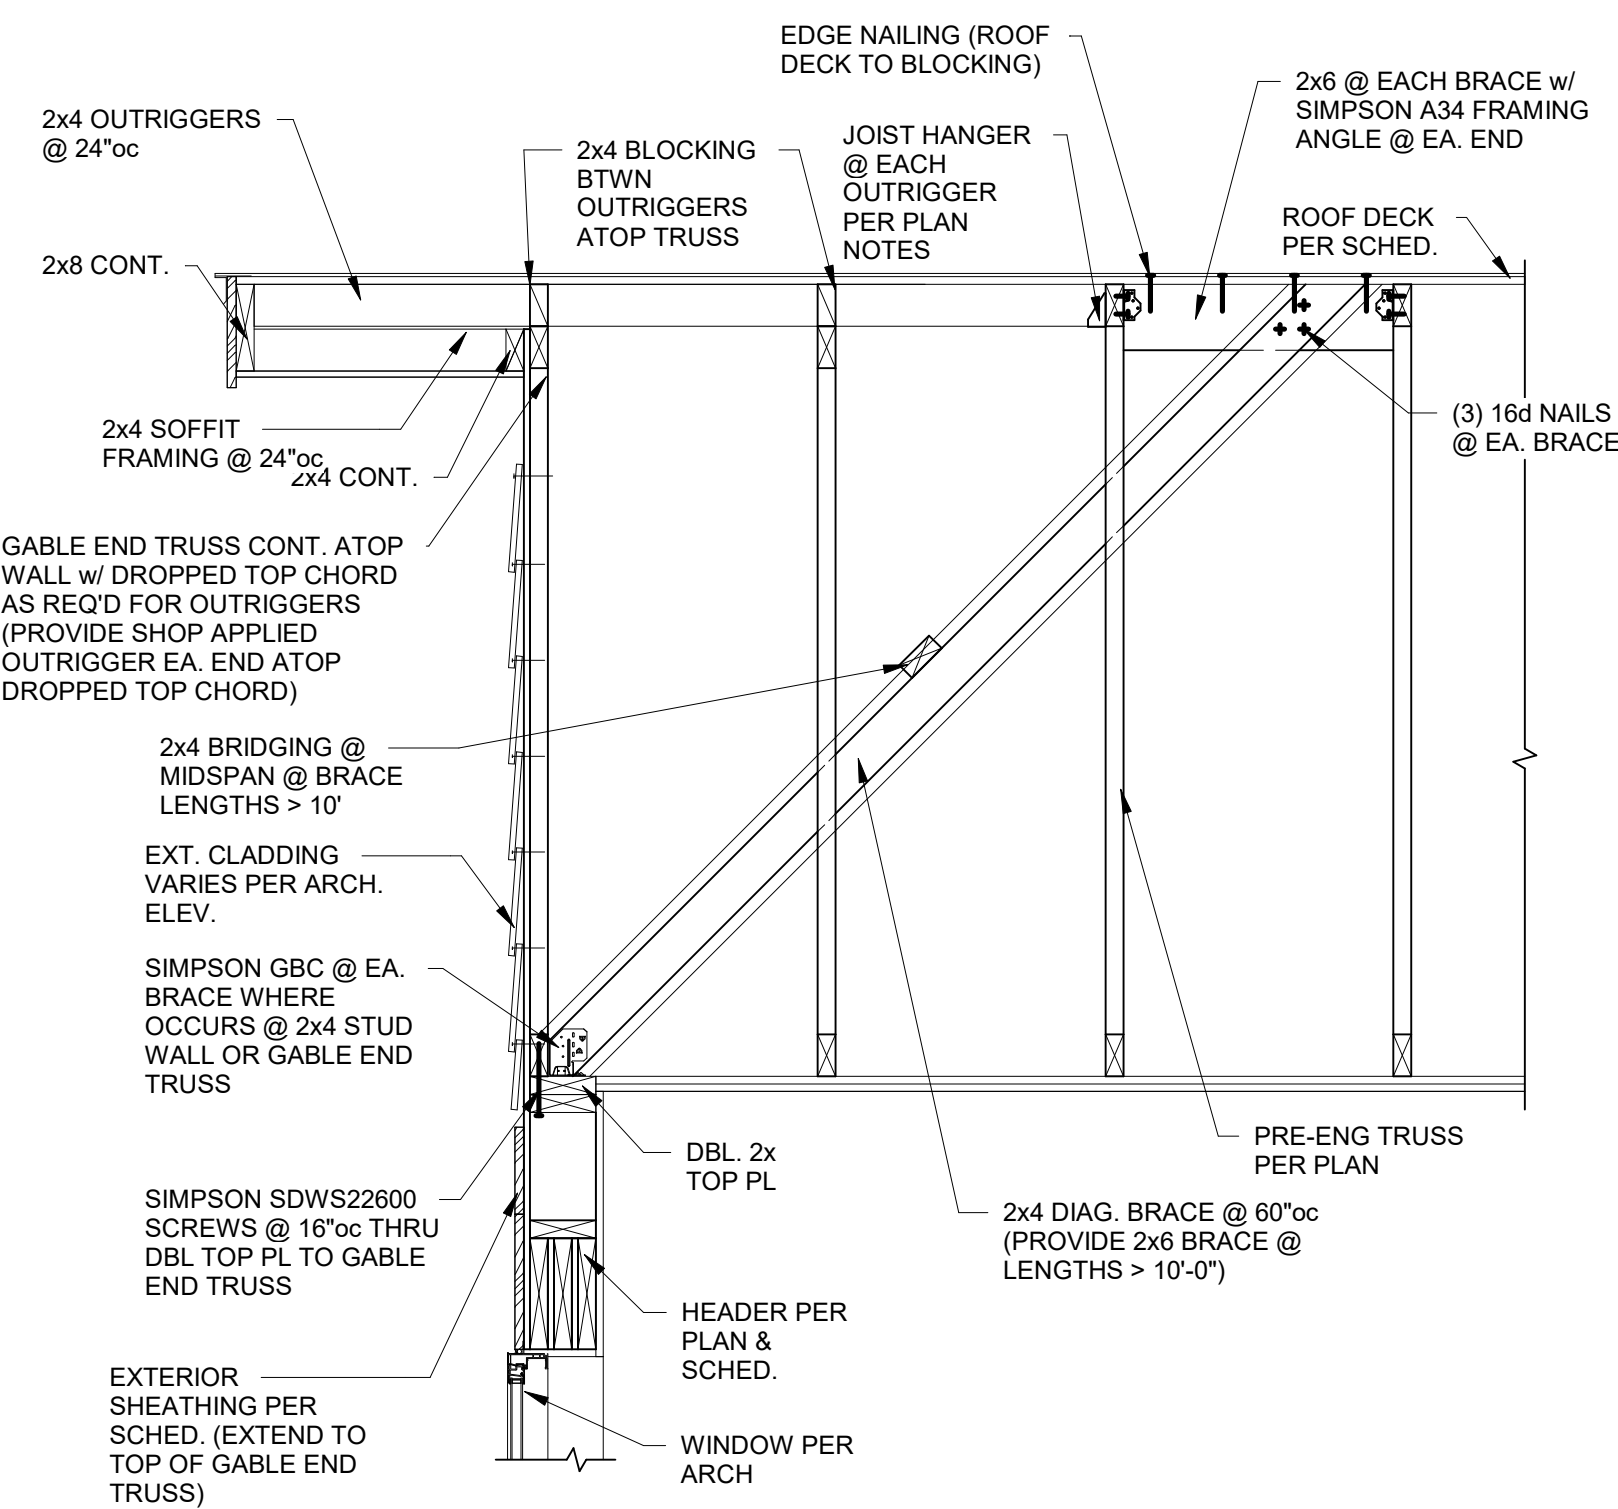 EDGE NAILING (ROOF
DECK TO BLOCKING)
2x6 @ EACH BRACE w/
SIMPSON A34 FRAMING
ANGLE @ EA. END
2x4 OUTRIGGERS
@ 24"oc
2x4 BLOCKING
BTWN
OUTRIGGERS
ATOP TRUSS
JOIST HANGER
@ EACH
OUTRIGGER
PER PLAN
NOTES
ROOF DECK
PER SCHED.
2x8 CONT.
2x4 SOFFIT
FRAMING @ 24"oc
2x4 CONT.
(3) 16d NAILS
@ EA. BRACE
GABLE END TRUSS CONT. ATOP
WALL w/ DROPPED TOP CHORD
AS REQ'D FOR OUTRIGGERS
(PROVIDE SHOP APPLIED
OUTRIGGER EA. END ATOP
DROPPED TOP CHORD)
2x4 BRIDGING @
MIDSPAN @ BRACE
LENGTHS > 10'
EXT. CLADDING
VARIES PER ARCH.
ELEV.
SIMPSON GBC @ EA.
BRACE WHERE
OCCURS @ 2x4 STUD
WALL OR GABLE END
TRUSS
DBL. 2x
TOP PL
PRE-ENG TRUSS
PER PLAN
SIMPSON SDWS22600
SCREWS @ 16"oc THRU
DBL TOP PL TO GABLE
END TRUSS
2x4 DIAG. BRACE @ 60"oc
(PROVIDE 2x6 BRACE @
LENGTHS > 10'-0")
HEADER PER
PLAN &
SCHED.
EXTERIOR
SHEATHING PER
SCHED. (EXTEND TO
TOP OF GABLE END
TRUSS)
WINDOW PER
ARCH